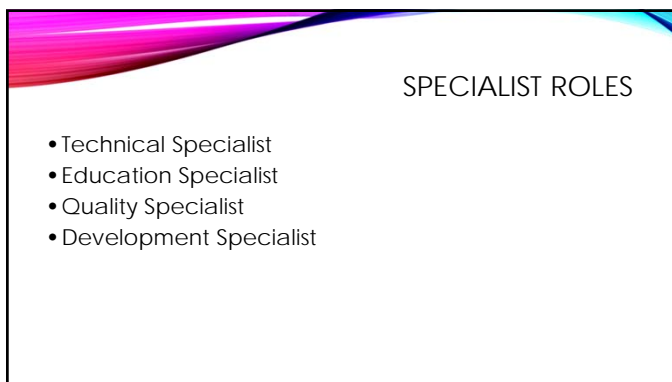 SPECIALIST ROLES
•Technical Specialist
•Education Specialist
•Quality Specialist
•Development Specialist